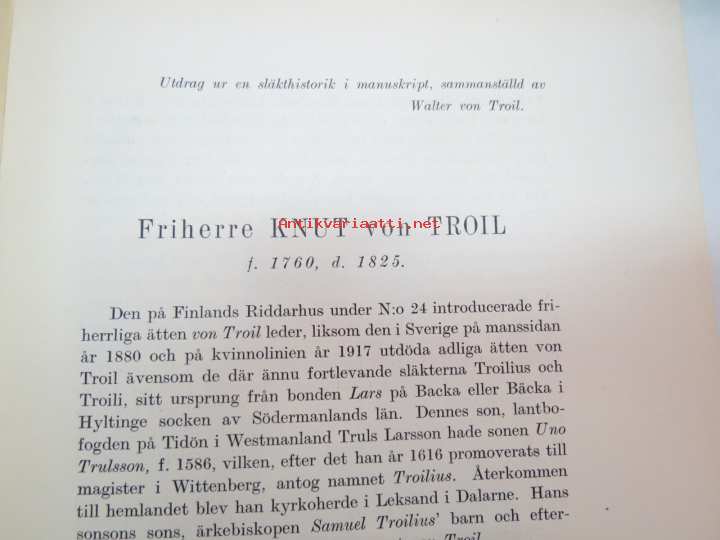 Utdrag ur en släkthistorik i manuskript, sammanställd av
Walter von Troil.
Antikvariaatti.net
Friherre KNUT von TROIL
f. 1760, d. 1825.
Den på Finlands Riddarhus under N:o 24 introducerade fri-
herrliga ätten von Troil leder, liksom den i Sverige på manssidan
år 1880 och på kvinnolinien år 1917 utdöda adliga ätten von
Troil ävensom de där ännu fortlevande släkterna Troilius och
Troili, sitt ursprung från bonden Lars på Backa eller Bäcka i
Hyltinge socken av Södermanlands län. Dennes son, lantbo-
fogden på Tidön i Westmanland Truls Larsson hade sonen Uno
Trulsson, f. 1586, vilken, efter det han år 1616 promoverats till
magister i Wittenberg, antog namnet Troilius. Återkommen
till hemlandet blev han kyrkoherde i Leksand i Dalarne. Hans
sonsons sons, ärkebiskopen Samuel Troilius' barn och efter-
von Troil